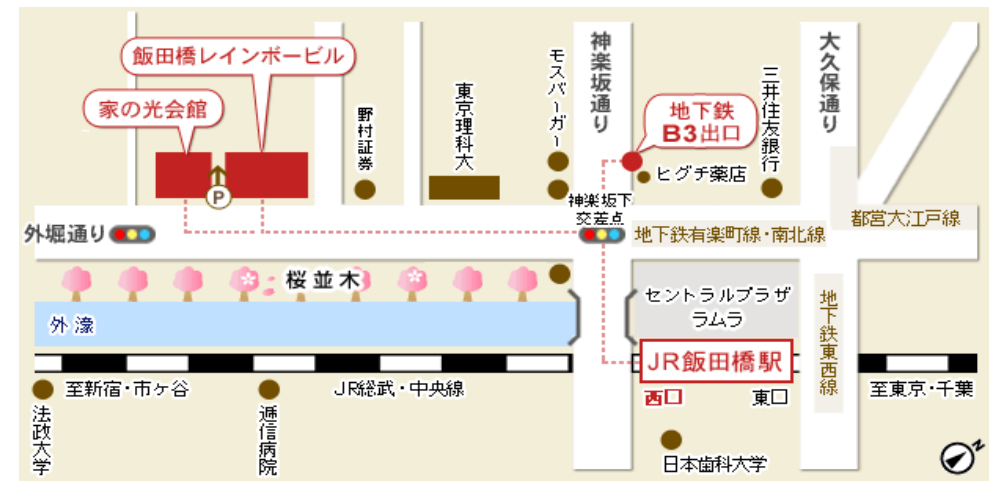 飯田橋レインボービル
家の光会館
P
野村証券
東京理科大
モスバーガー
神楽坂通り
地下鉄
B3出口
ヒグチ薬店
三井住友銀行
大久保通り
外堀通り
神楽坂下
交差点
地下鉄有楽町線・南北線
都営大江戸線
桜並木
外濠
セントラルプラザ
ラムラ
地下鉄東西線
JR飯田橋駅
西口
東口
至新宿・市ヶ谷
JR総武・中央線
至東京・千葉
法政大学
逓信病院
日本歯科大学
N